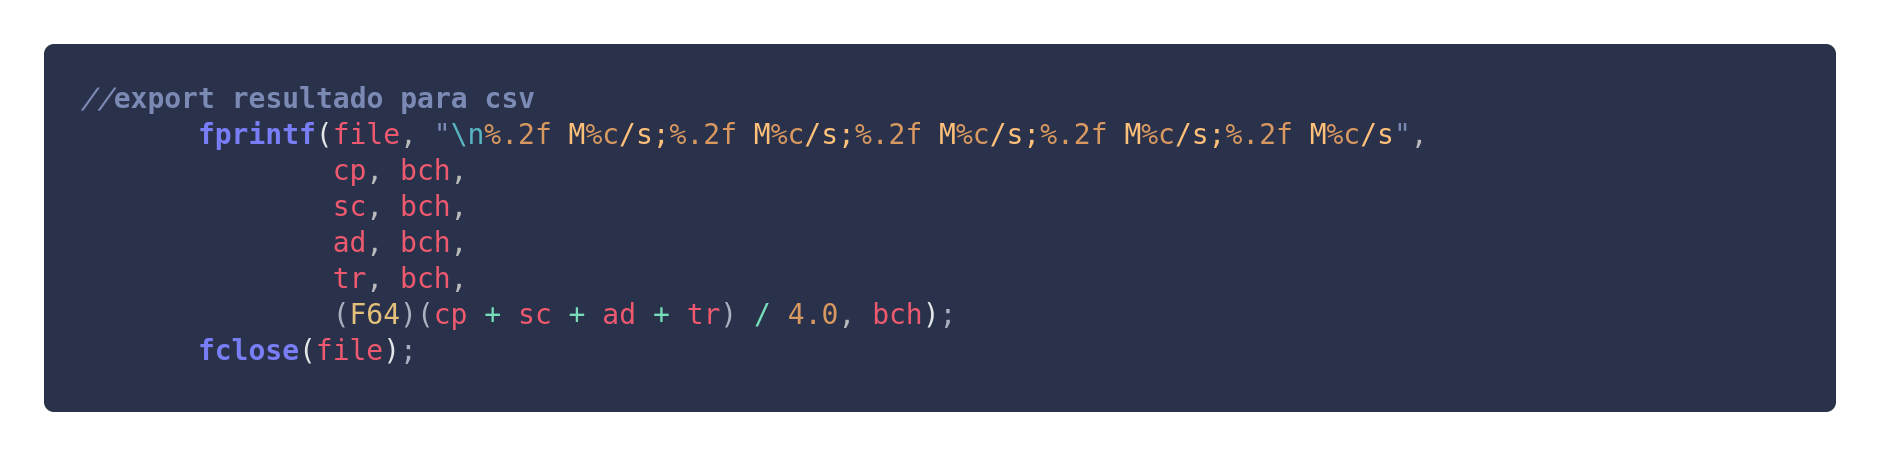 //export resultado para csv
fprintf(file, "\n%.2f M%c/s;%.2f M%c/s;%.2f M%c/s;%.2f M%c/s;%.2f M%c/s",
cp, bch,
sc, bch,
ad, bch,
tr, bch,
(F64)(cp + sc + ad + tr) / 4.0, bch);
fclose(file);